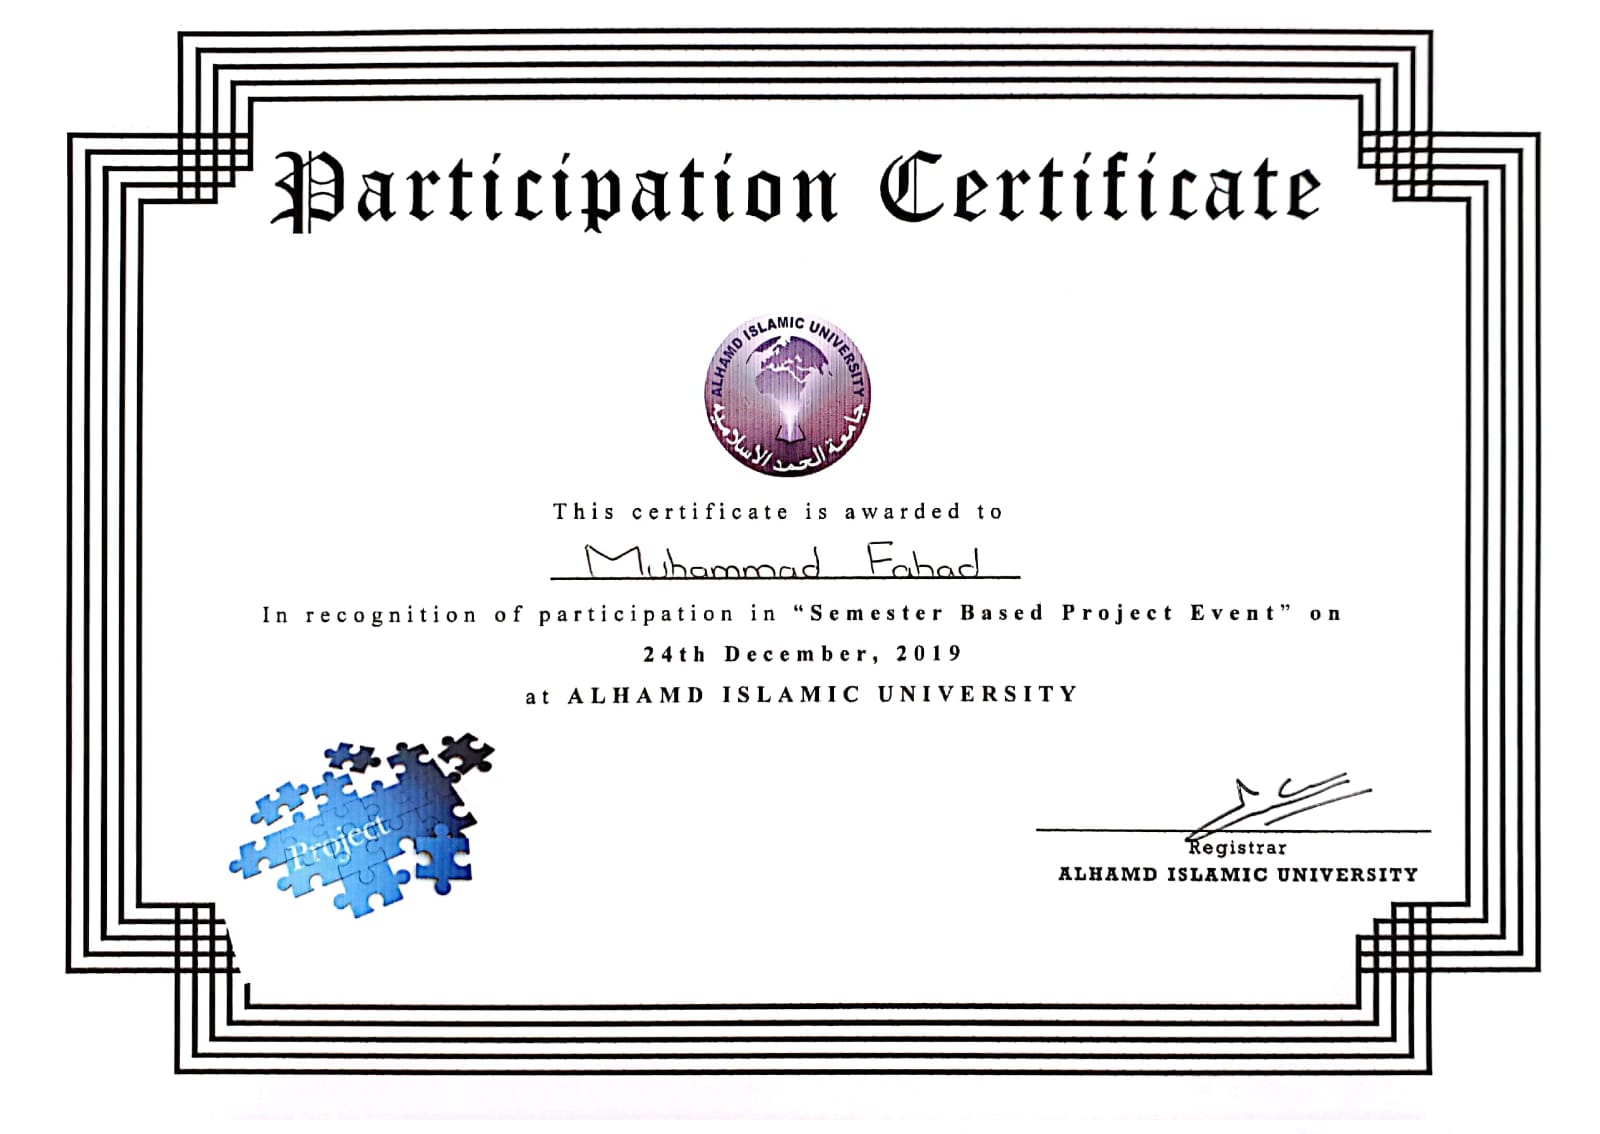 Participation Certificate
ALHAMD ISLAMIC UNIVERSITY
جامعة الحمد الاسلامية
This certificate is awarded to
Muhammad Fahad
In recognition of participation in “Semester Based Project Event” on
24th December, 2019
at ALHAMD ISLAMIC UNIVERSITY
Project
Registrar
ALHAMD ISLAMIC UNIVERSITY